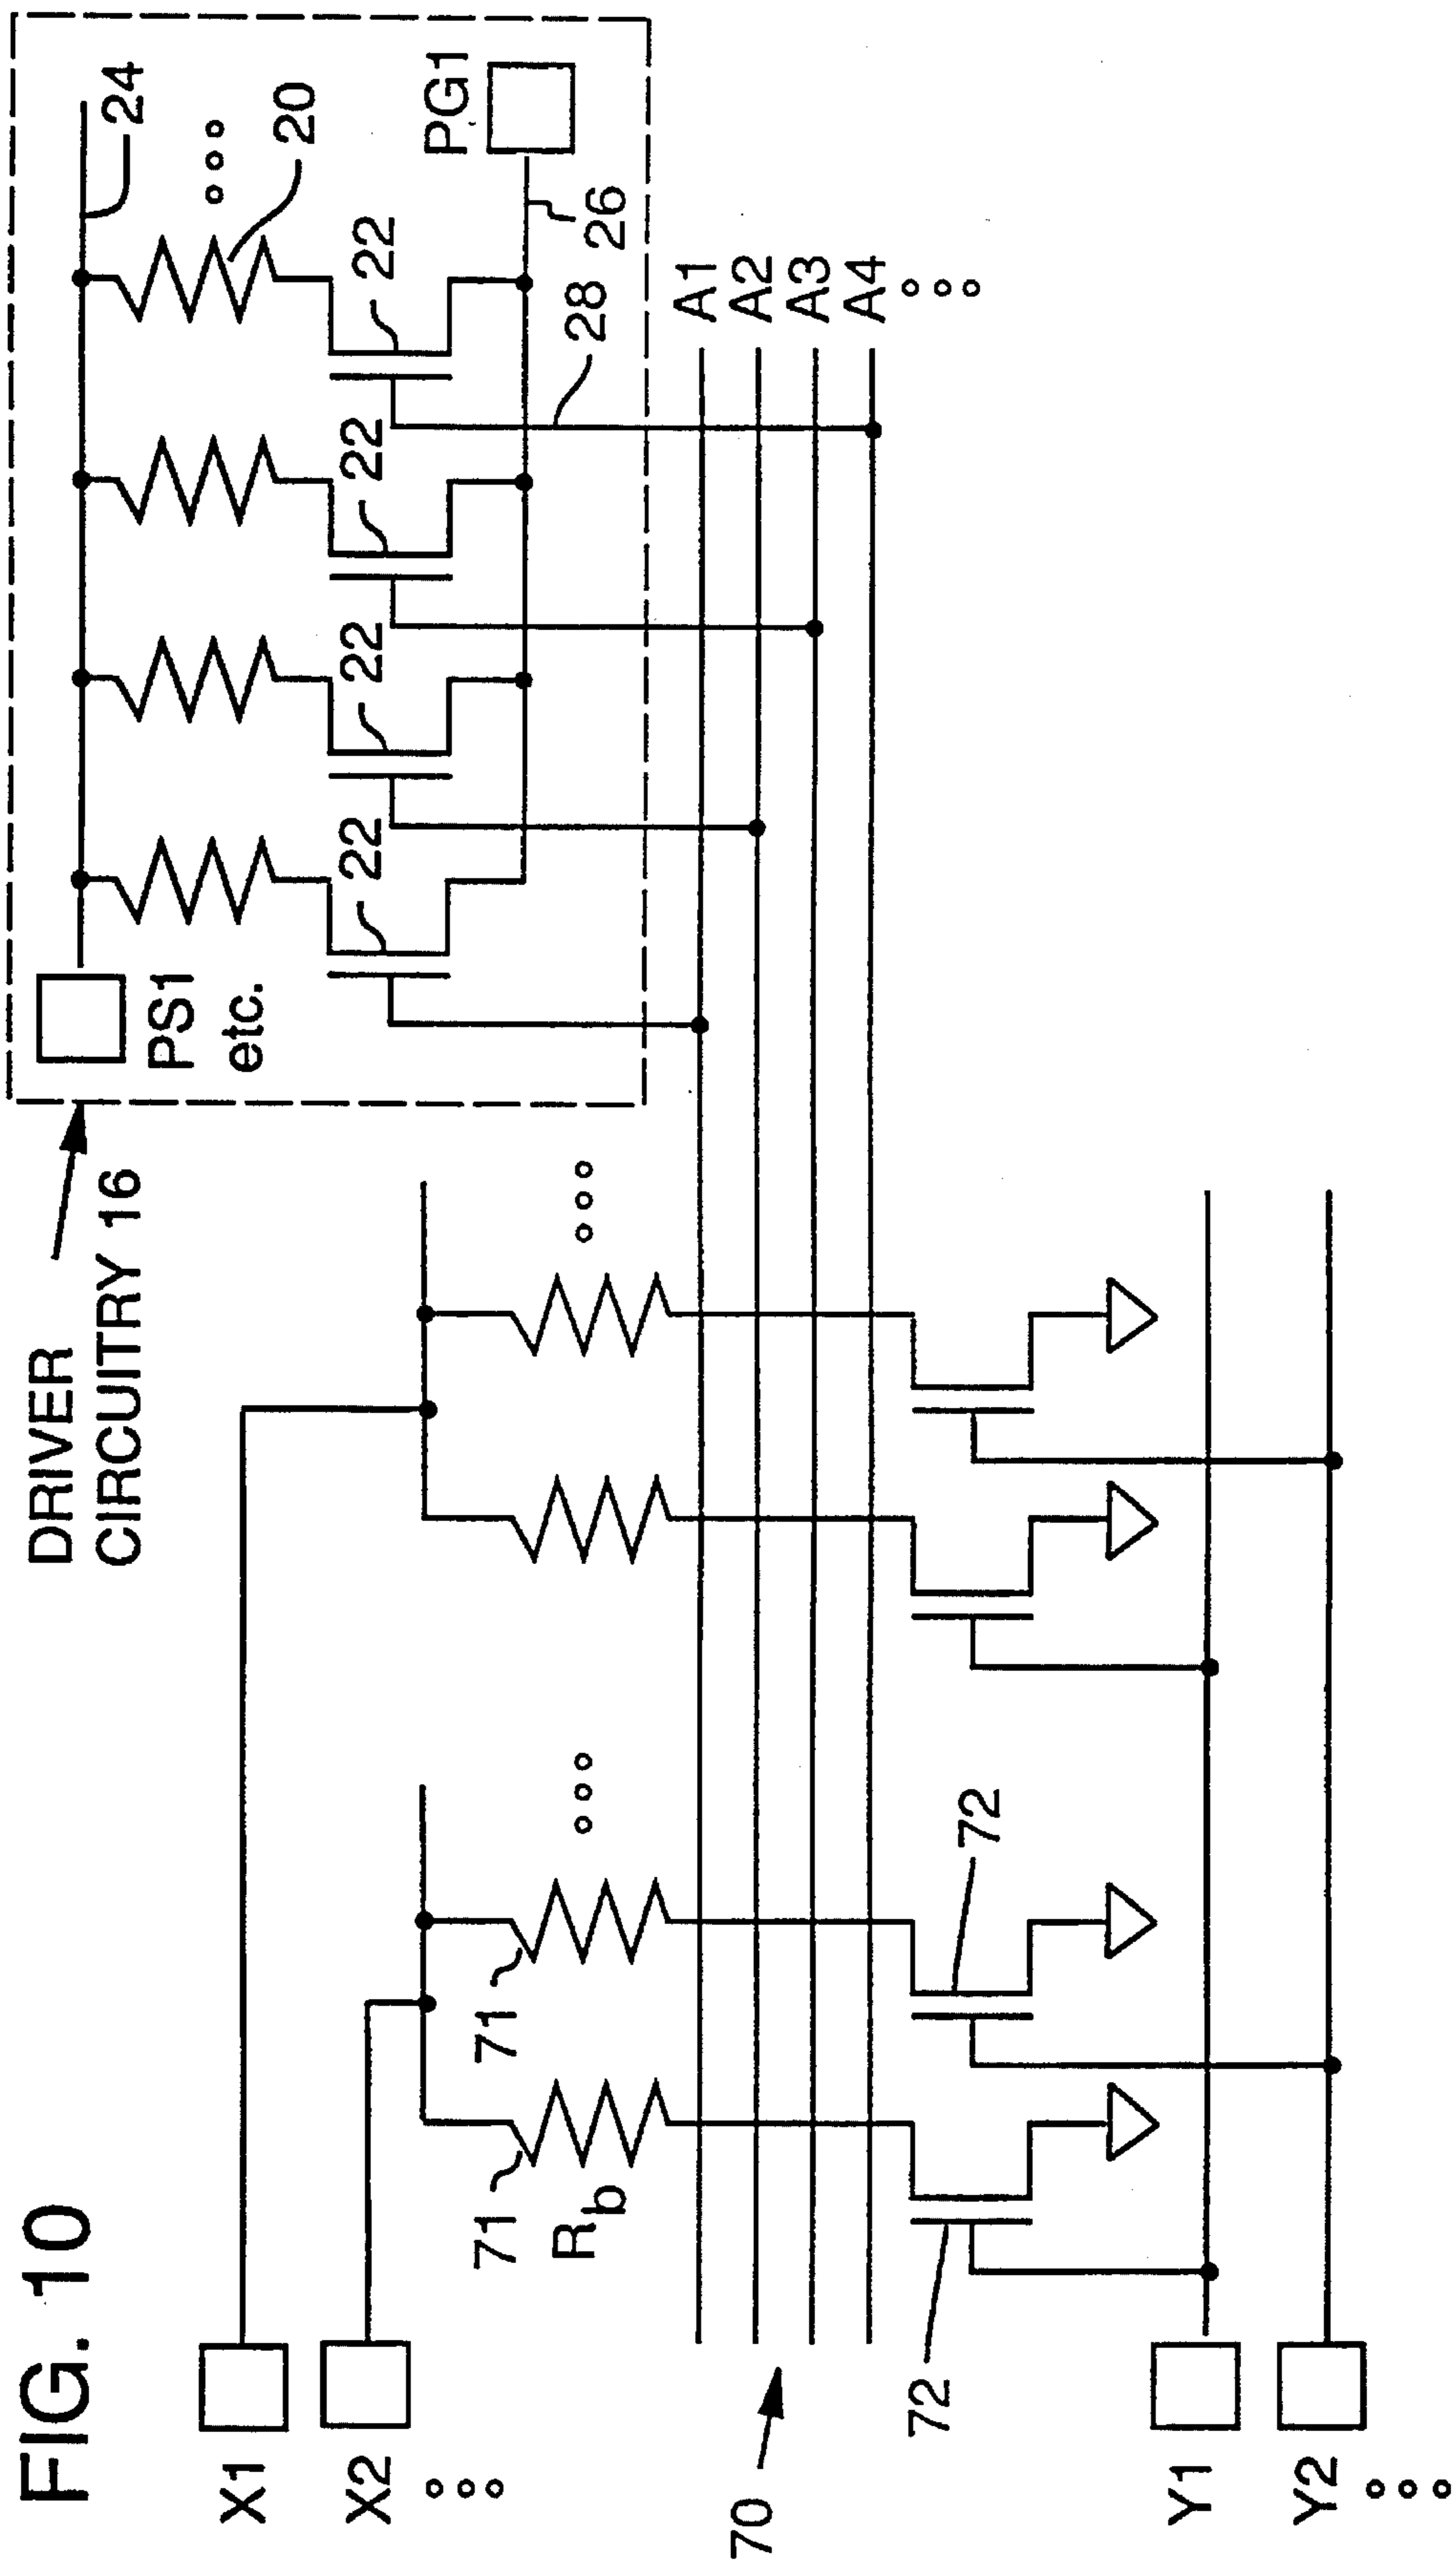 FIG. 10
DRIVER
CIRCUITRY 16
PS1
etc.
24
20
22
22
22
22
PG1
26
28
A1
A2
A3
A4
X1
X2
71
71
Rb
70
72
72
Y1
Y2